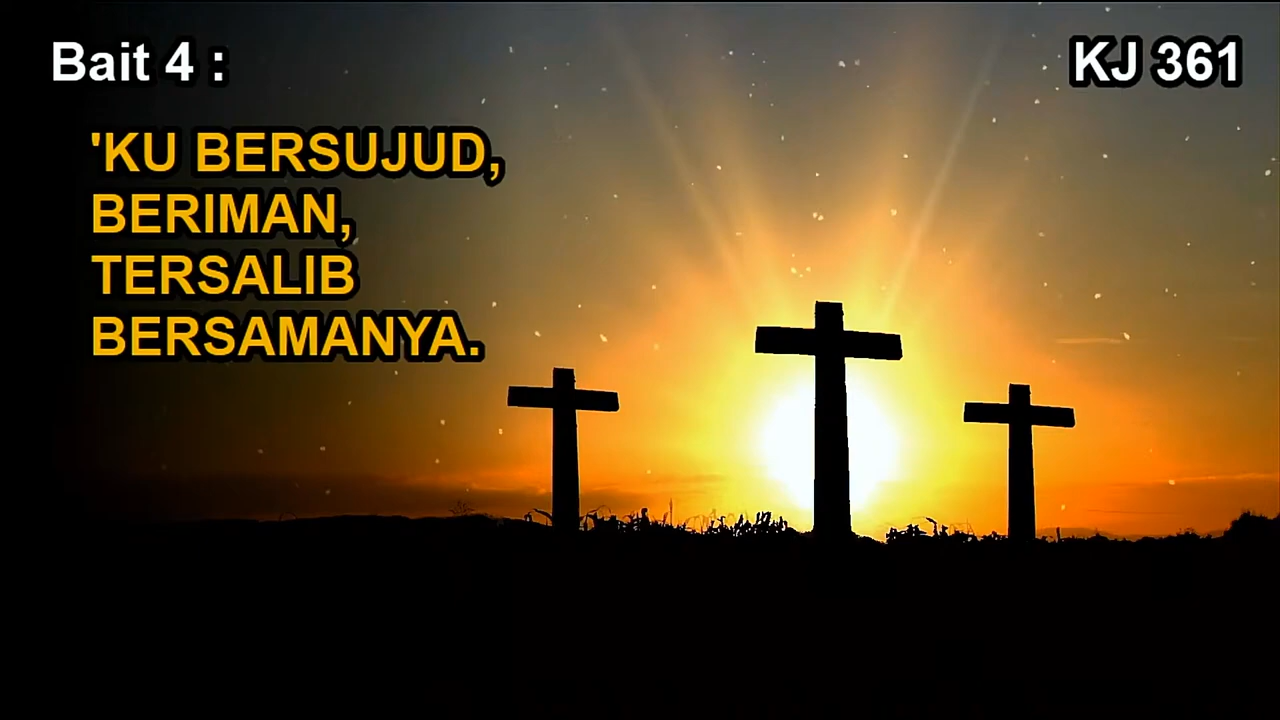 Bait 4 :
KJ 361
'KU BERSUJUD,
BERIMAN,
TERSALIB
BERSAMANYA.